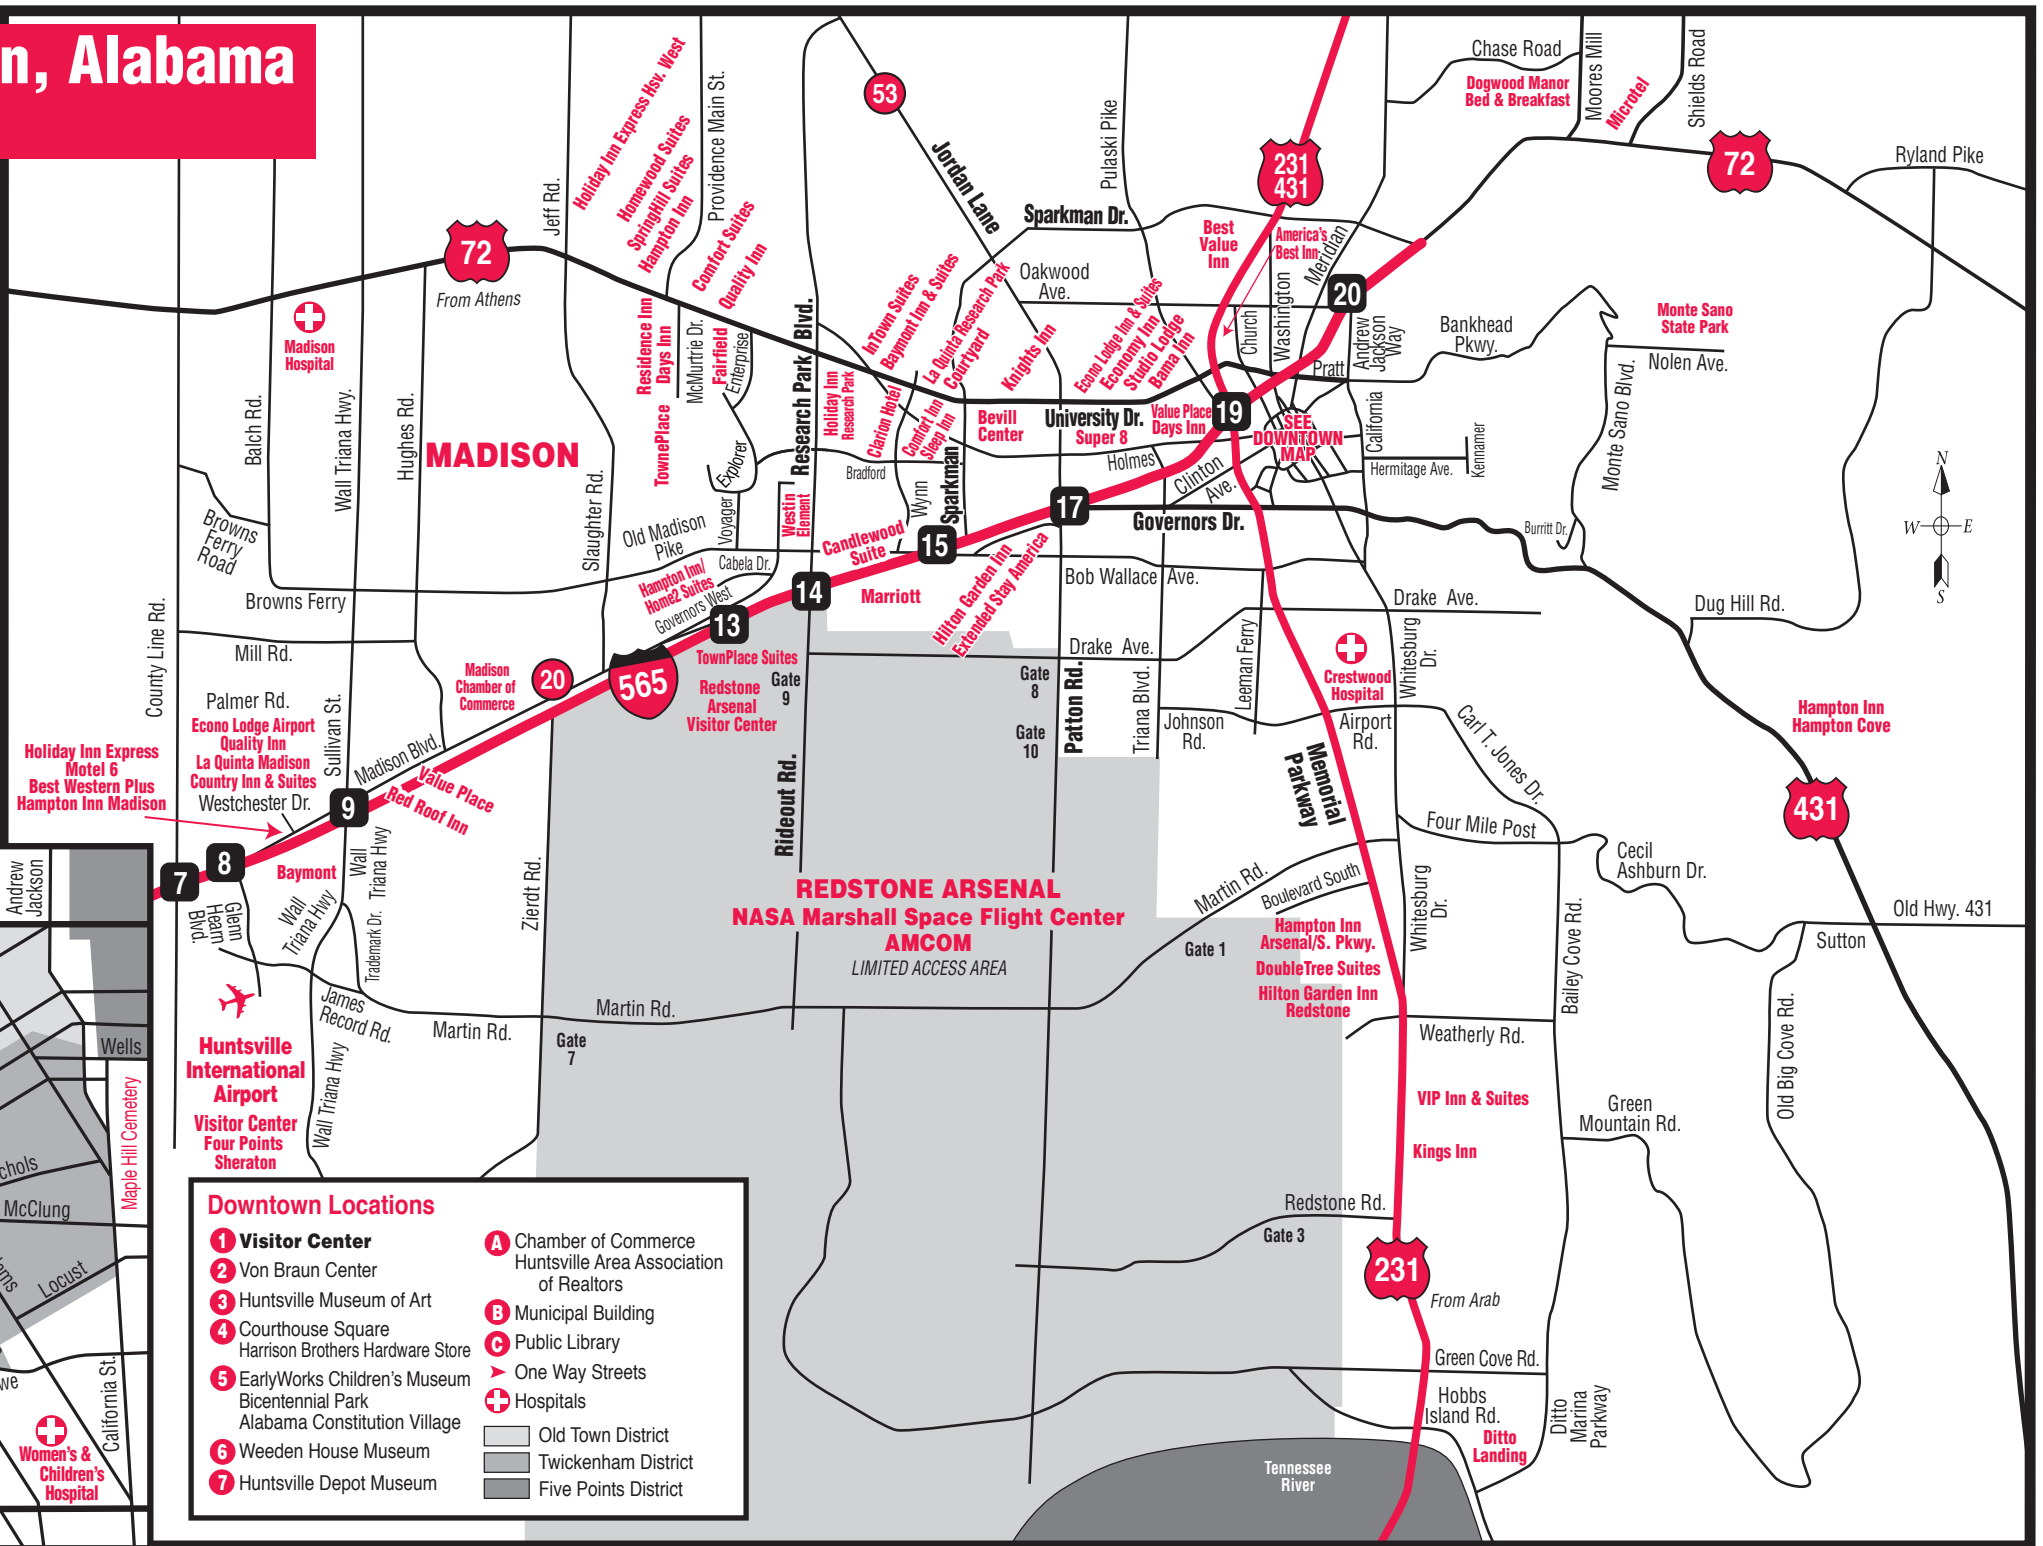 n, Alabama
Chase Road
Dogwood Manor
Bed & Breakfast
Moores Mill
Microtel
Shields Road
72
Ryland Pike
53
Jordan Lane
Pulaski Pike
231
431
Sparkman Dr.
Best
Value
Inn
America's
Best Inn
Meridian
Washington
Church
20
Andrew
Jackson
Way
Oakwood
Ave.
Bankhead
Pkwy.
Monte Sano
State Park
Nolen Ave.
Monte Sano Blvd.
Pratt
Holiday Inn Express Hsv. West
Homewood Suites
SpringHill Suites
Hampton Inn
Providence Main St.
Comfort Suites
Quality Inn
Jeff Rd.
72
From Athens
Madison
Hospital
Balch Rd.
Wall Triana Hwy.
Hughes Rd.
MADISON
Slaughter Rd.
Residence Inn
Days Inn
TownePlace
McMurtrie Dr.
Fairfield
Enterprise
Explorer
Voyager
Research Park Blvd.
Holiday Inn
Research Park
InTown Suites
Baymont Inn & Suites
La Quinta Research Park
Courtyard
Clarion Hotel
Comfort Inn
Sleep Inn
Knights Inn
Econo Lodge Inn & Suites
Economy Inn
Studio Lodge
Bama Inn
Bevill
Center
University Dr.
Super 8
Value Place
Days Inn
19
SEE
DOWNTOWN
MAP
California
Hermitage Ave.
Kennamer
Bradford
Wynn
Sparkman
Holmes
Clinton
Ave.
17
Governors Dr.
Burritt Dr.
N
W
E
S
Westin
Element
Candlewood
Suite
15
Old Madison
Pike
Cabela Dr.
Hampton Inn/
Home2 Suites
Governors West
14
13
Marriott
Hilton Garden Inn
Extended Stay America
Bob Wallace Ave.
Drake Ave.
Drake Ave.
Dug Hill Rd.
Browns
Ferry
Road
Browns Ferry
County Line Rd.
Mill Rd.
Palmer Rd.
Econo Lodge Airport
Quality Inn
La Quinta Madison
Country Inn & Suites
Westchester Dr.
Holiday Inn Express
Motel 6
Best Western Plus
Hampton Inn Madison
Sullivan St.
Madison Blvd.
Madison
Chamber of
Commerce
20
565
TownPlace Suites
Redstone
Arsenal
Visitor Center
Gate
9
Gate
8
Gate
10
Patton Rd.
Triana Blvd.
Leeman Ferry
Johnson
Rd.
Crestwood
Hospital
Whitesburg
Dr.
Airport
Rd.
Carl T. Jones Dr.
Hampton Inn
Hampton Cove
431
Memorial
Parkway
Rideout Rd.
Value Place
Red Roof Inn
9
8
7
Baymont
Glenn
Hearn
Blvd.
Wall
Triana Hwy
Wall
Triana Hwy
Trademark Dr.
Zierdt Rd.
REDSTONE ARSENAL
NASA Marshall Space Flight Center
AMCOM
LIMITED ACCESS AREA
Martin Rd.
Boulevard South
Gate 1
Hampton Inn
Arsenal/S. Pkwy.
DoubleTree Suites
Hilton Garden Inn
Redstone
Four Mile Post
Whitesburg
Dr.
Bailey Cove Rd.
Cecil
Ashburn Dr.
Old Hwy. 431
Sutton
Old Big Cove Rd.
Weatherly Rd.
James
Record Rd.
Martin Rd.
Martin Rd.
Gate
7
Huntsville
International
Airport
Visitor Center
Four Points
Sheraton
Wall Triana Hwy
VIP Inn & Suites
Kings Inn
Green
Mountain Rd.
Redstone Rd.
Gate 3
231
From Arab
Green Cove Rd.
Hobbs
Island Rd.
Ditto
Landing
Ditto
Marina
Parkway
Tennessee
River
Andrew
Jackson
Wells
Maple Hill Cemetery
chols
McClung
ams
Locust
we
California St.
Women's &
Children's
Hospital
Downtown Locations
1 Visitor Center
2 Von Braun Center
3 Huntsville Museum of Art
4 Courthouse Square
Harrison Brothers Hardware Store
5 EarlyWorks Children's Museum
Bicentennial Park
Alabama Constitution Village
6 Weeden House Museum
7 Huntsville Depot Museum
A Chamber of Commerce
Huntsville Area Association
of Realtors
B Municipal Building
C Public Library
One Way Streets
Hospitals
Old Town District
Twickenham District
Five Points District